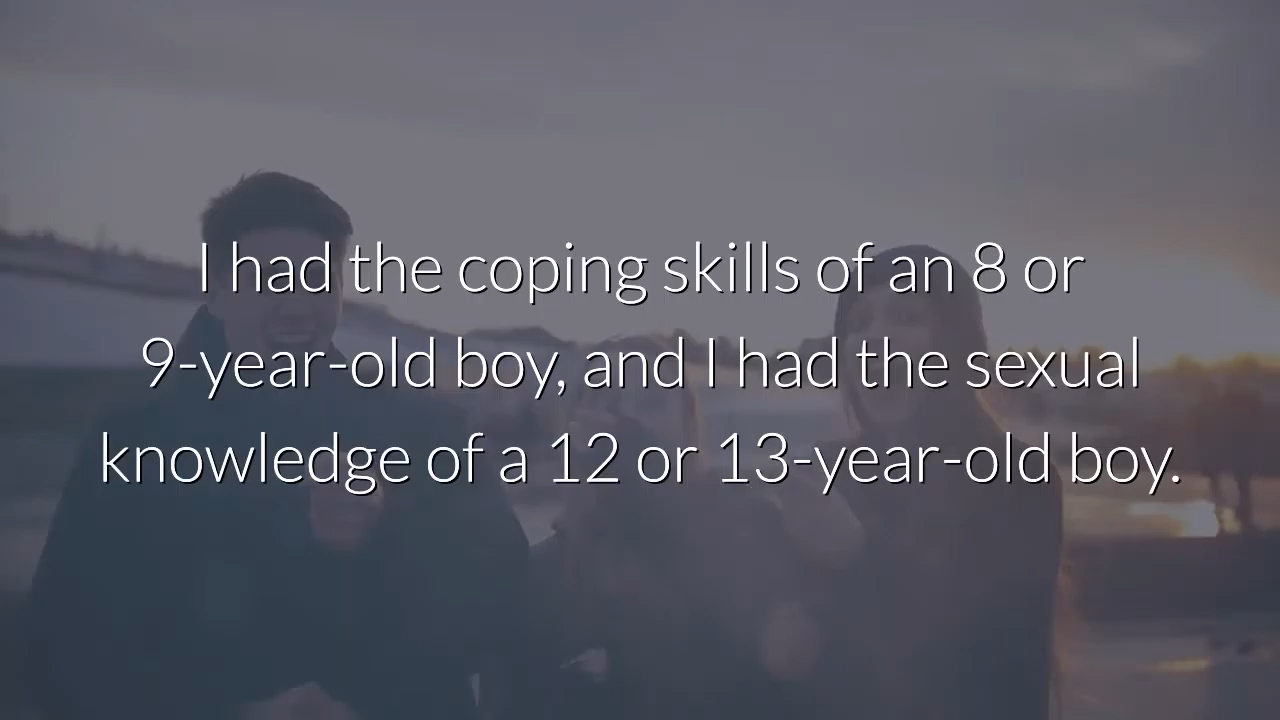 I had the coping skills of an 8 or
9-year-old boy, and I had the sexual
knowledge of a 12 or 13-year-old boy.